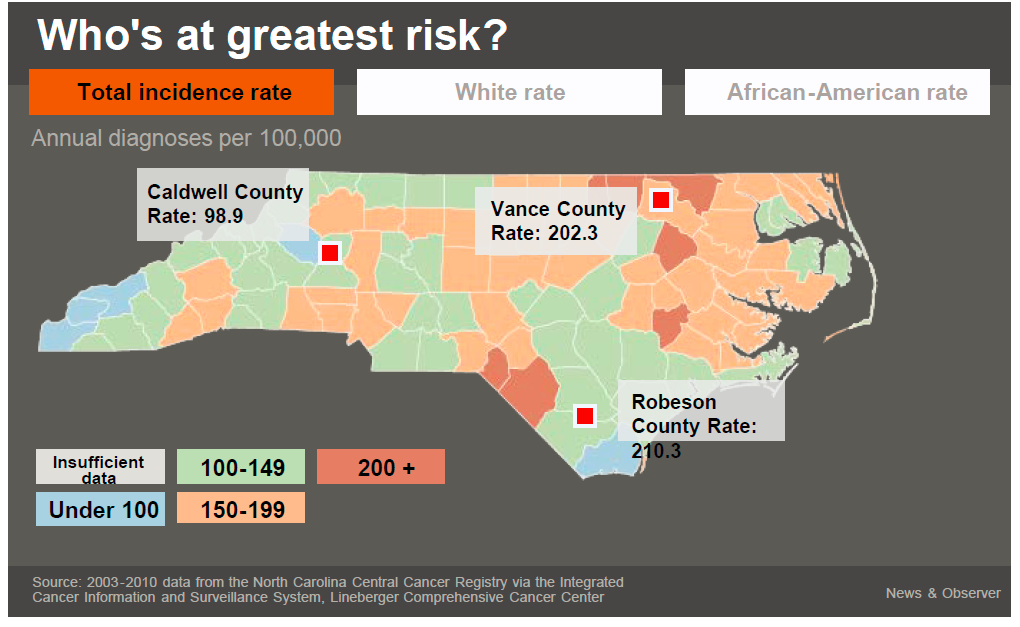 Who's at greatest risk?
Total incidence rate
White rate
African-American rate
Annual diagnoses per 100,000
Caldwell County
Rate: 98.9
Vance County
Rate: 202.3
Robeson
County Rate:
210.3
Insufficient
data
100-149
200 +
Under 100
150-199
Source: 2003-2010 data from the North Carolina Central Cancer Registry via the Integrated
Cancer Information and Surveillance System, Lineberger Comprehensive Cancer Center
News & Observer